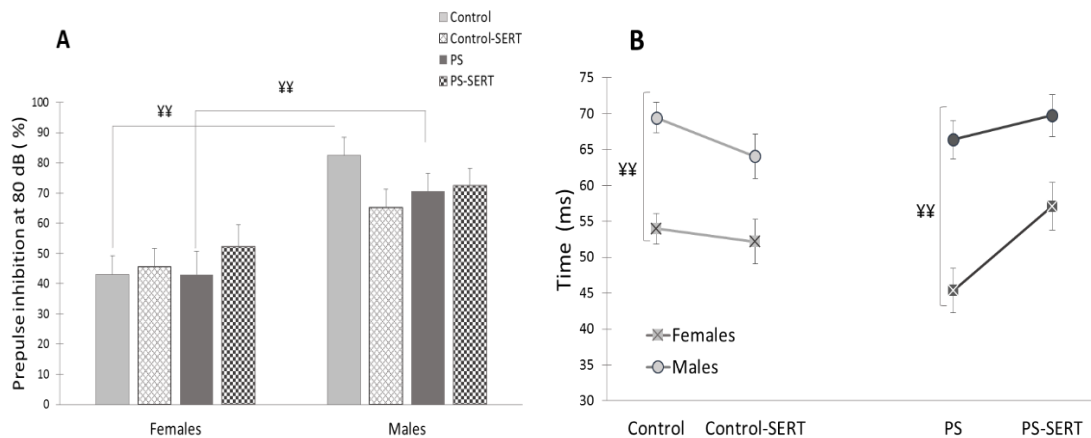 A
Control
Control-SERT
PS
PS-SERT
¥¥
¥¥
Prepulse inhibition at 80 dB ( %)
100
90
80
70
60
50
40
30
20
10
0
Females
Males
B
Time (ms)
75
70
65
60
55
50
45
40
35
30
¥¥
¥¥
Females
Males
Control
Control-SERT
PS
PS-SERT